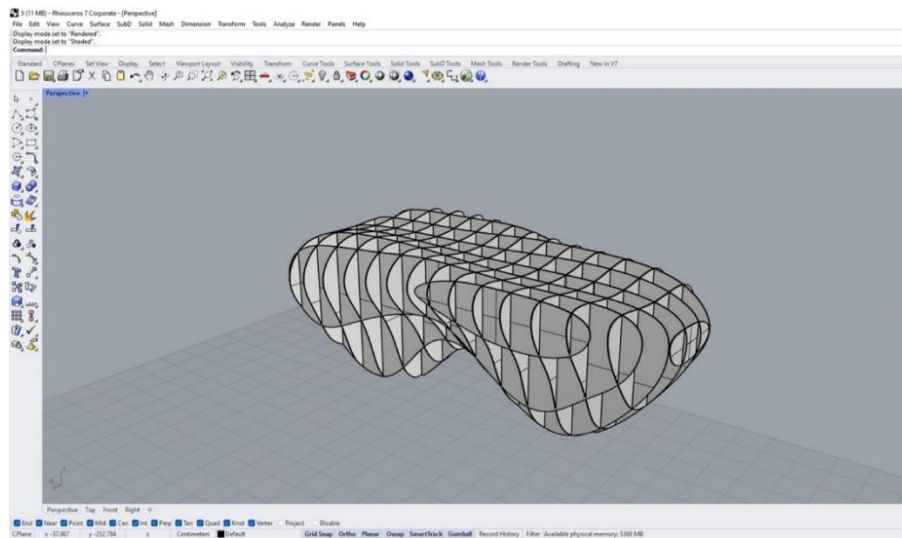 5 (11 MB) - Rhinoceros 7 Corporate - [Perspective]
File Edit View Curve Surface SubD Solid Mesh Dimension Transform Tools Analyze Render Panels Help
Display mode set to "Rendered".
Display mode set to "Shaded".
Command:
Standard CPlanes Set View Display Select Viewport Layout Visibility Transform Curve Tools Surface Tools Solid Tools SubD Tools Mesh Tools Render Tools Drafting New in V7
Perspective
Perspective Top Front Right
End Near Point Mid Cen Int Perp Tan Quad Knot Vertex Project Disable
CPlane x -37.987 y -252.784 z Centimeters Default Grid Snap Ortho Planar Osnap SmartTrack Gumball Record History Filter Available physical memory: 5360 MB